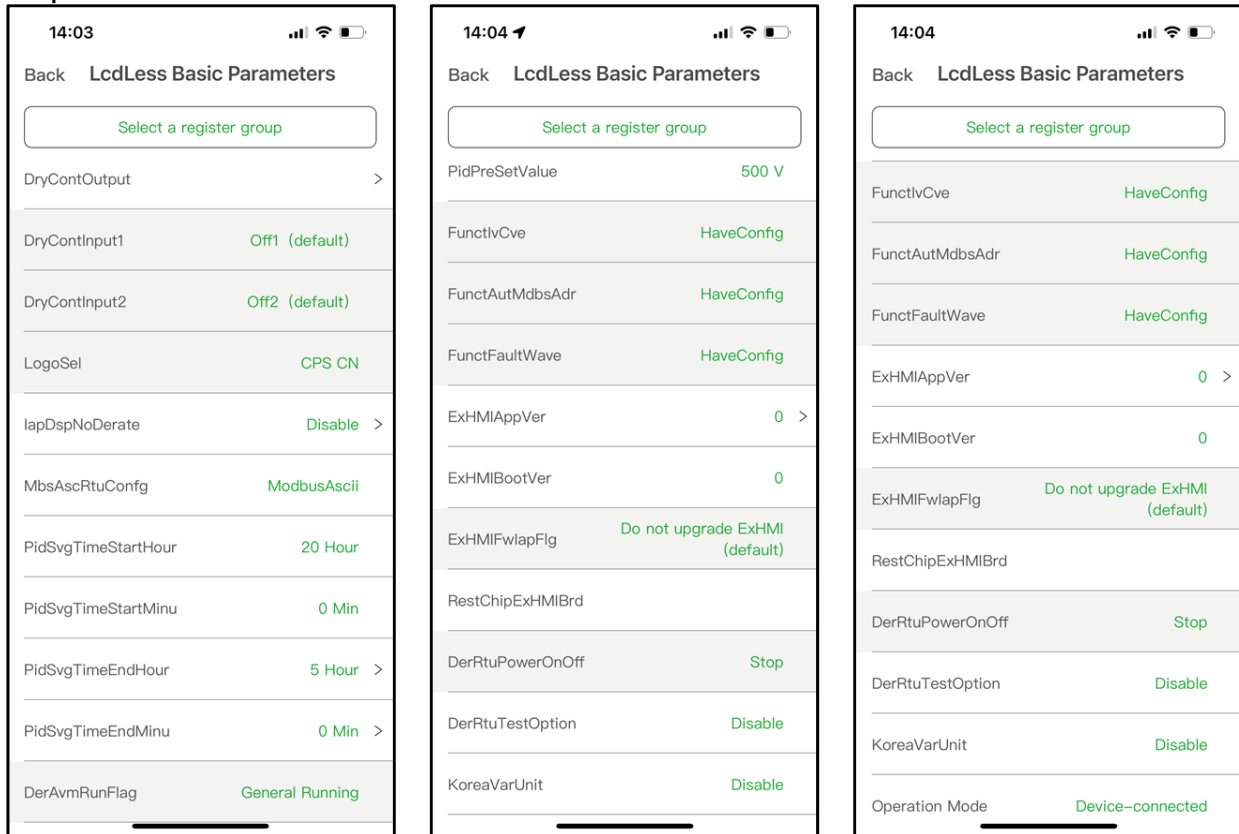 14:03
Back LcdLess Basic Parameters
Select a register group
DryContOutput >
DryContInput1 Off1 (default)
DryContInput2 Off2 (default)
LogoSel CPS CN
IapDspNoDerate Disable >
MbsAscRtuConfg ModbusAscii
PidSvgTimeStartHour 20 Hour
PidSvgTimeStartMinu 0 Min
PidSvgTimeEndHour 5 Hour >
PidSvgTimeEndMinu 0 Min >
DerAvmRunFlag General Running
14:04
Back LcdLess Basic Parameters
Select a register group
PidPreSetValue 500 V
FunctIvCve HaveConfig
FunctAutMdbsAdr HaveConfig
FunctFaultWave HaveConfig
ExHMIAppVer 0 >
ExHMIBootVer 0
ExHMIFwIapFlg Do not upgrade ExHMI
(default)
RestChipExHMIBrd
DerRtuPowerOnOff Stop
DerRtuTestOption Disable
KoreaVarUnit Disable
14:04
Back LcdLess Basic Parameters
Select a register group
FunctIvCve HaveConfig
FunctAutMdbsAdr HaveConfig
FunctFaultWave HaveConfig
ExHMIAppVer 0 >
ExHMIBootVer 0
ExHMIFwIapFlg Do not upgrade ExHMI
(default)
RestChipExHMIBrd
DerRtuPowerOnOff Stop
DerRtuTestOption Disable
KoreaVarUnit Disable
Operation Mode Device-connected